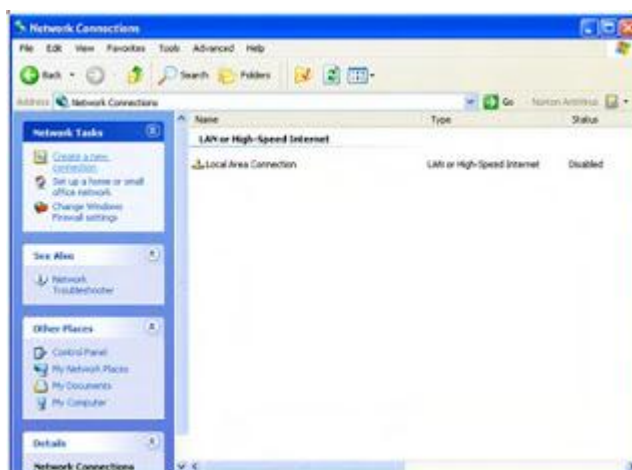 Network Connections
File Edit View Favorites Tools Advanced Help
Back Search Folders
Address Network Connections Go Norton AntiVirus
Name Type Status
Network Tasks
LAN or High-Speed Internet
Create a new
connection
Local Area Connection LAN or High-Speed Internet Disabled
Set up a home or small
office network
Change Windows
Firewall settings
See Also
Network
Troubleshooter
Other Places
Control Panel
My Network Places
My Documents
My Computer
Details
Network Connections